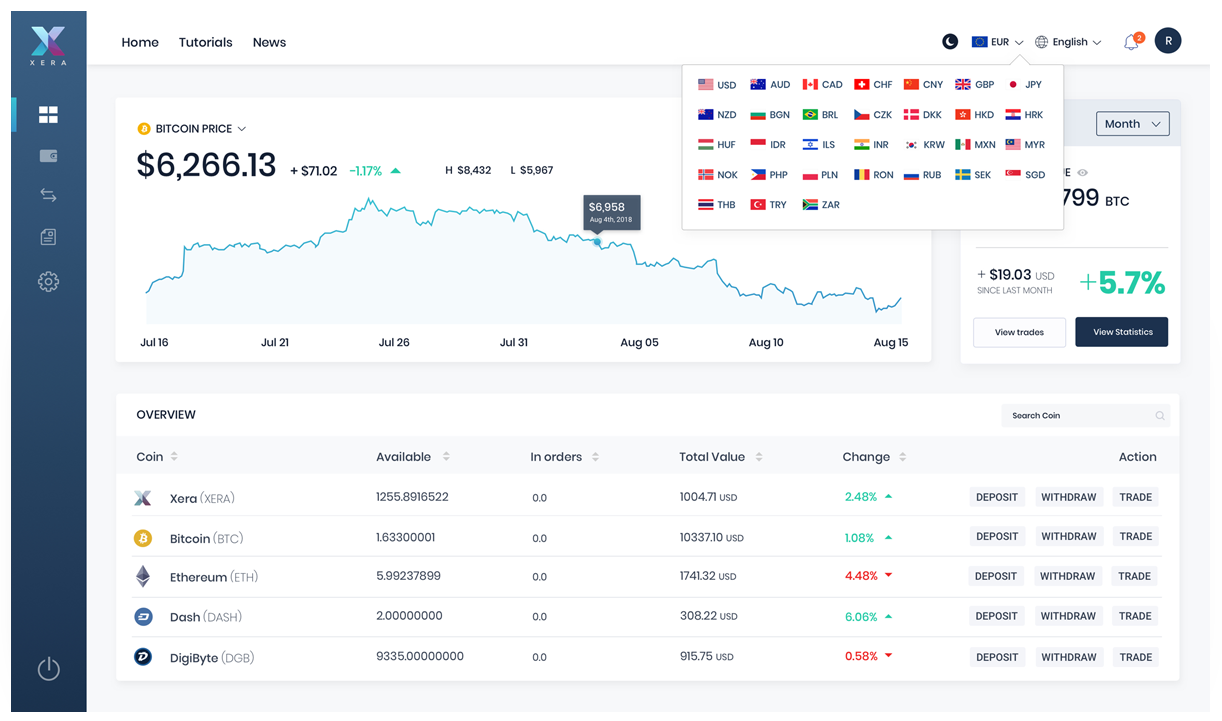 XERA
Home Tutorials News
EUR English 2 R
USD AUD CAD CHF CNY GBP JPY
NZD BGN BRL CZK DKK HKD HRK
HUF IDR ILS INR KRW MXN MYR
NOK PHP PLN RON RUB SEK SGD
THB TRY ZAR
BITCOIN PRICE
$6,266.13 + $71.02 -1.17% H $8,432 L $5,967
$6,958
Aug 4th, 2018
Jul 16 Jul 21 Jul 26 Jul 31 Aug 05 Aug 10 Aug 15
Month
799 BTC
+ $19.03 USD
SINCE LAST MONTH
+5.7%
View trades View Statistics
OVERVIEW Search Coin
Coin Available In orders Total Value Change Action
Xera (XERA) 1255.8916522 0.0 1004.71 USD 2.48% DEPOSIT WITHDRAW TRADE
Bitcoin (BTC) 1.63300001 0.0 10337.10 USD 1.08% DEPOSIT WITHDRAW TRADE
Ethereum (ETH) 5.99237899 0.0 1741.32 USD 4.48% DEPOSIT WITHDRAW TRADE
Dash (DASH) 2.00000000 0.0 308.22 USD 6.06% DEPOSIT WITHDRAW TRADE
DigiByte (DGB) 9335.00000000 0.0 915.75 USD 0.58% DEPOSIT WITHDRAW TRADE